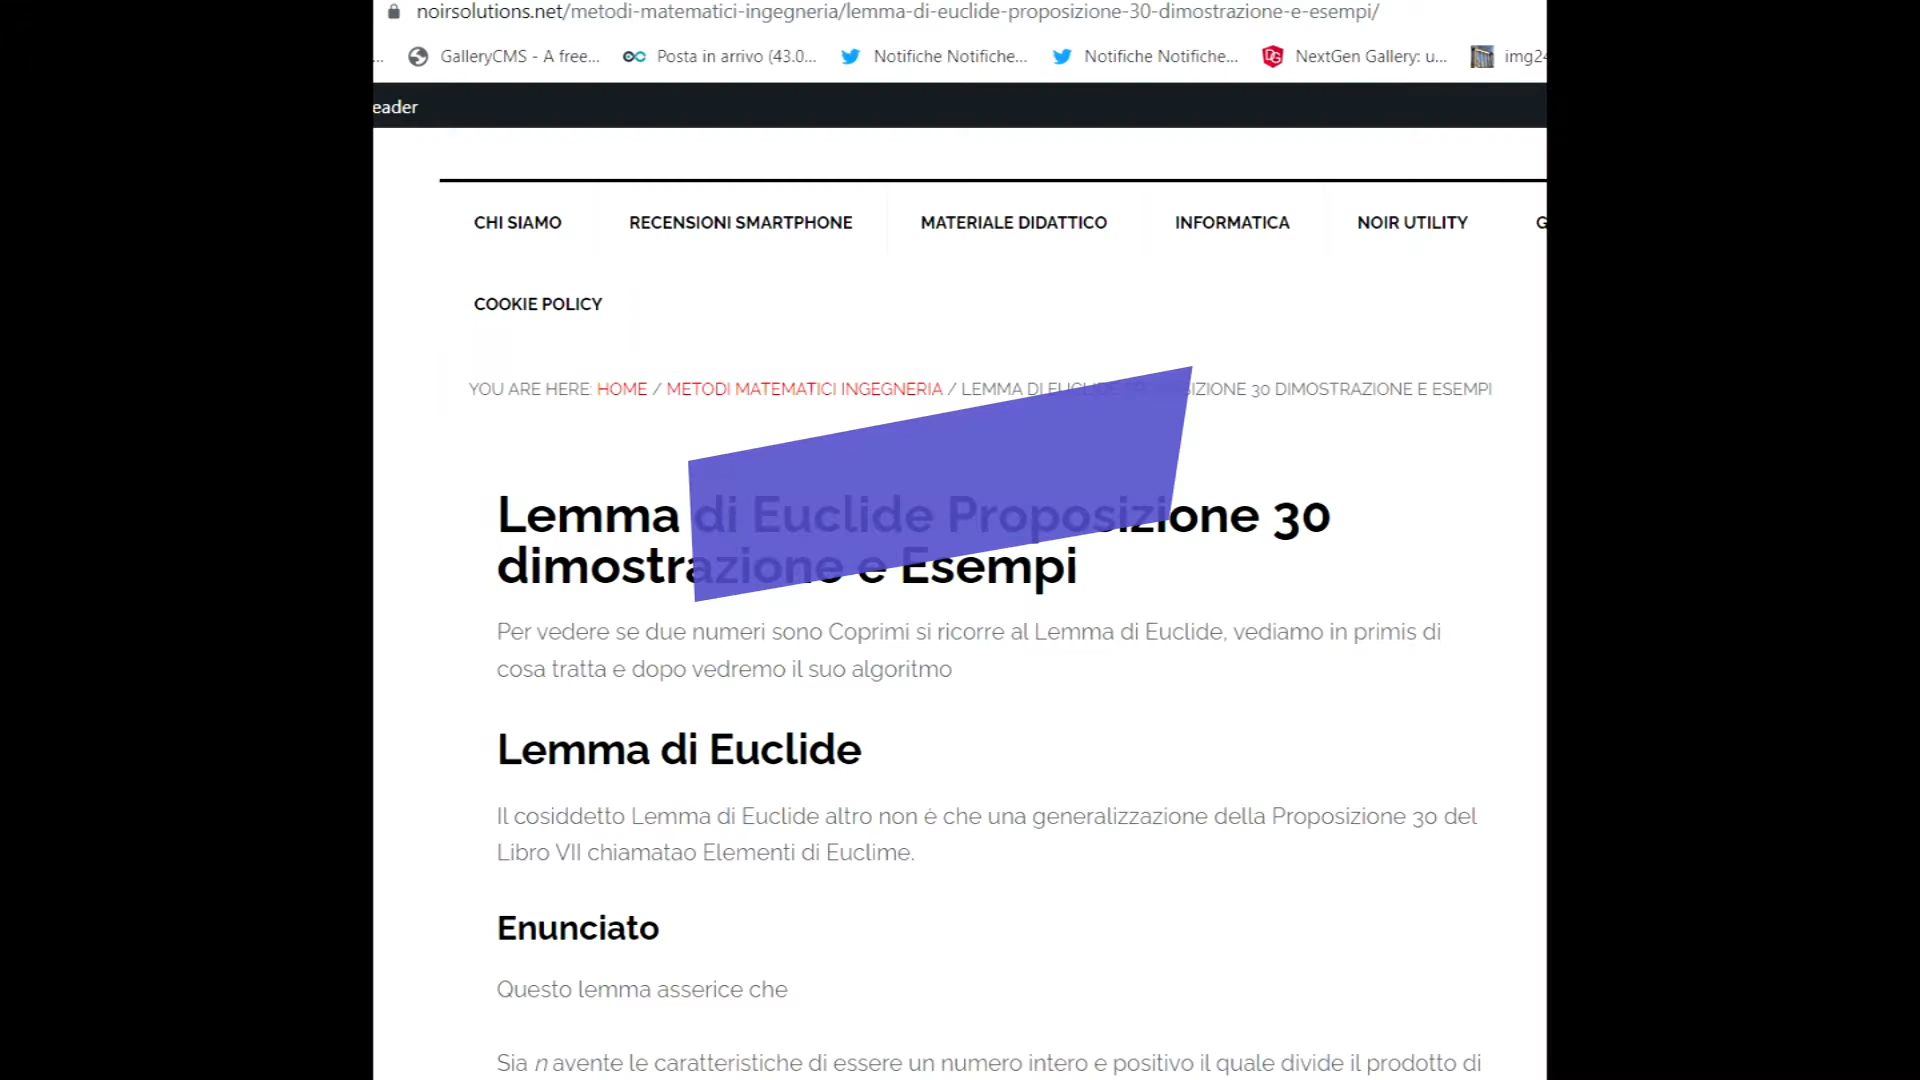 noirsolutions.net/metodi-matematici-ingegneria/lemma-di-euclide-proposizione-30-dimostrazione-e-esempi/
... GalleryCMS - A free... Posta in arrivo (43.0... Notifiche Notifiche... Notifiche Notifiche... NextGen Gallery: u... img24
eader
CHI SIAMO RECENSIONI SMARTPHONE MATERIALE DIDATTICO INFORMATICA NOIR UTILITY G
COOKIE POLICY
YOU ARE HERE: HOME / METODI MATEMATICI INGEGNERIA / LEMMA DI EUCLIDE PROPOSIZIONE 30 DIMOSTRAZIONE E ESEMPI
Lemma di Euclide Proposizione 30
dimostrazione e Esempi
Per vedere se due numeri sono Coprimi si ricorre al Lemma di Euclide, vediamo in primis di
cosa tratta e dopo vedremo il suo algoritmo
Lemma di Euclide
Il cosiddetto Lemma di Euclide altro non è che una generalizzazione della Proposizione 30 del
Libro VII chiamatao Elementi di Euclime.
Enunciato
Questo lemma asserice che
Sia n avente le caratteristiche di essere un numero intero e positivo il quale divide il prodotto di